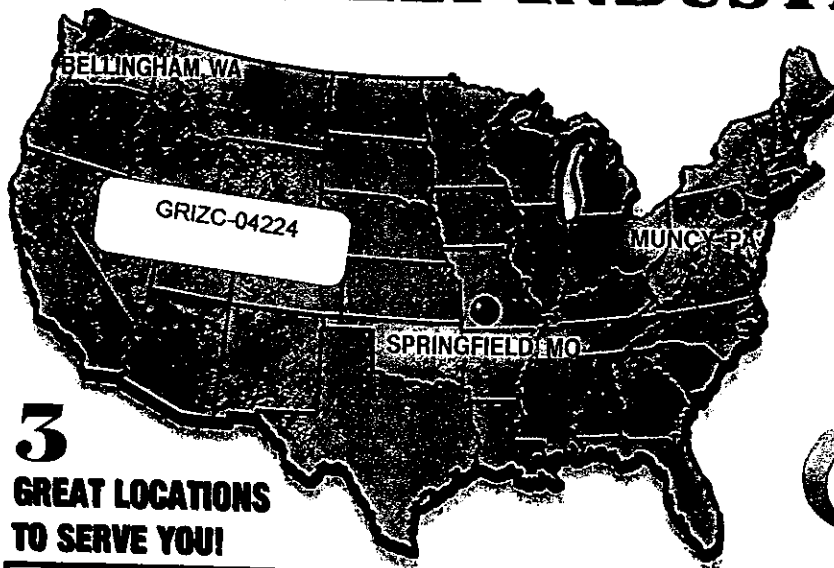 BELLINGHAM, WA
GRIZC-04224
MUNCY, PA
SPRINGFIELD, MO
3
GREAT LOCATIONS
TO SERVE YOU!